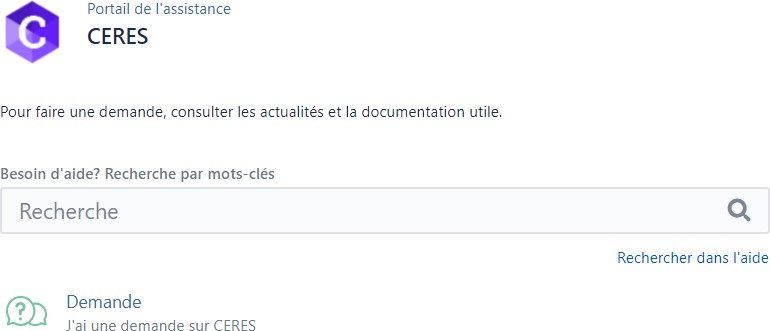 C
Portail de l'assistance
CERES
Pour faire une demande, consulter les actualités et la documentation utile.
Besoin d'aide? Recherche par mots-clés
Recherche
Rechercher dans l'aide
?
Demande
J'ai une demande sur CERES